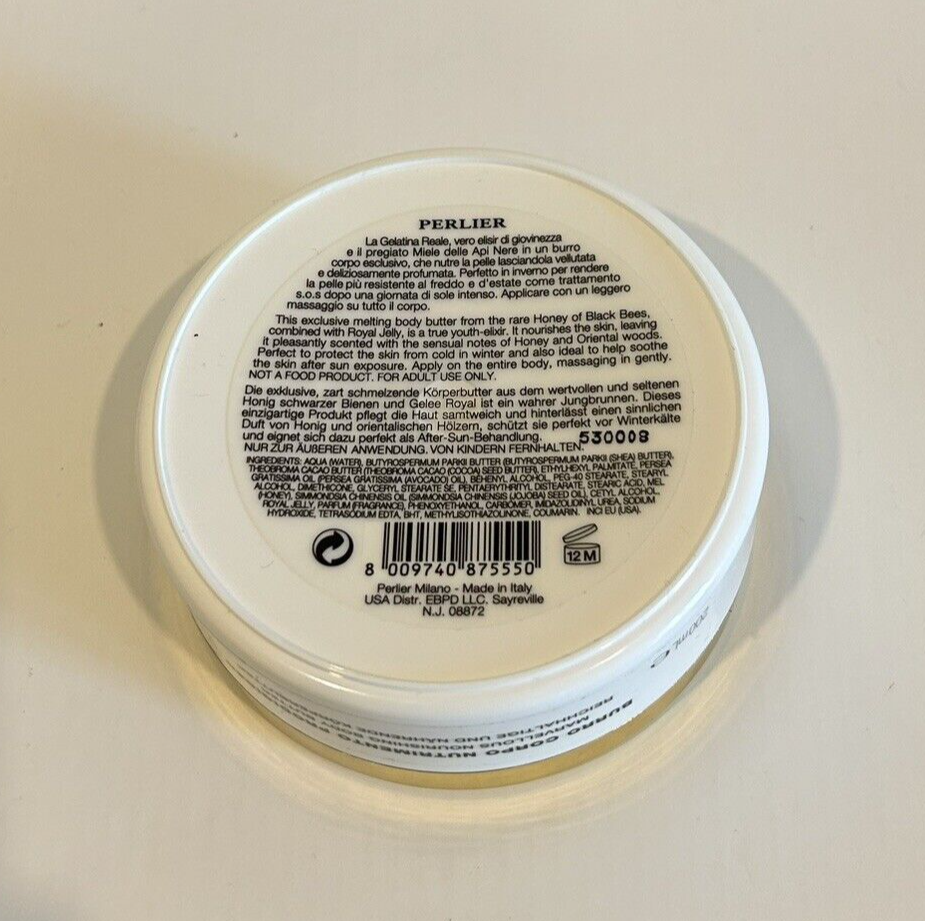 PERLIER
La Gelatina Reale, vero elisir di giovinezza
e il pregiato Miele delle Api Nere in un burro
corpo esclusivo, che nutre la pelle lasciandola vellutata
e deliziosamente profumata. Perfetto in inverno per rendere
la pelle più resistente al freddo e d'estate come trattamento
s.o.s dopo una giornata di sole intenso. Applicare con un leggero
massaggio su tutto il corpo.
This exclusive melting body butter from the rare Honey of Black Bees,
combined with Royal Jelly, is a true youth-elixir. It nourishes the skin, leaving
it pleasantly scented with the sensual notes of Honey and Oriental woods.
Perfect to protect the skin from cold in winter and also ideal to help soothe
the skin after sun exposure. Apply on the entire body, massaging in gently.
NOT A FOOD PRODUCT. FOR ADULT USE ONLY.
Die exklusive, zart schmelzende Körperbutter aus dem wertvollen und seltenen
Honig schwarzer Bienen und Gelee Royal ist ein wahrer Jungbrunnen. Dieses
einzigartige Produkt pflegt die Haut samtweich und hinterlässt einen sinnlichen
Duft von Honig und orientalischen Hölzern, schützt sie perfekt vor Winterkälte
und eignet sich dazu perfekt als After-Sun-Behandlung. 530008
NUR ZUR ÄUßEREN ANWENDUNG. VON KINDERN FERNHALTEN.
INGREDIENTS: AQUA (WATER), BUTYROSPERMUM PARKII BUTTER (BUTYROSPERMUM PARKII (SHEA) BUTTER),
THEOBROMA CACAO BUTTER (THEOBROMA CACAO (COCOA) SEED BUTTER), ETHYLHEXYL PALMITATE, PERSEA
GRATISSIMA OIL (PERSEA GRATISSIMA (AVOCADO) OIL), BEHENYL ALCOHOL, PEG-40 STEARATE, STEARYL
ALCOHOL, DIMETHICONE, GLYCERYL STEARATE SE, PENTAERYTHRITYL DISTEARATE, STEARIC ACID, MEL
(HONEY), SIMMONDSIA CHINENSIS OIL (SIMMONDSIA CHINENSIS (JOJOBA) SEED OIL), CETYL ALCOHOL,
ROYAL JELLY, PARFUM (FRAGRANCE), PHENOXYETHANOL, CARBOMER, IMIDAZOLIDINYL UREA, SODIUM
HYDROXIDE, TETRASODIUM EDTA, BHT, METHYLISOTHIAZOLINONE, COUMARIN. INCI EU (USA).
12 M
8 009740 875550
Perlier Milano - Made in Italy
USA Distr. EBPD LLC. Sayreville
N.J. 08872
200 mL e
BURRO CORPO NUTRIMENTO
MARVELLOUS NOURISHING BODY
REICHHALTIGE UND NÄHRENDE